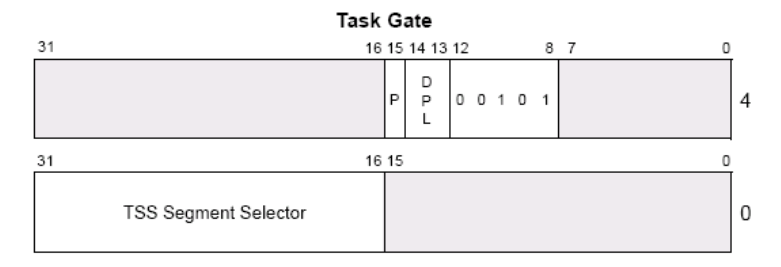 Task Gate
31 16 15 14 13 12 8 7 0
P D P L 0 0 1 0 1 4
31 16 15 0
TSS Segment Selector 0